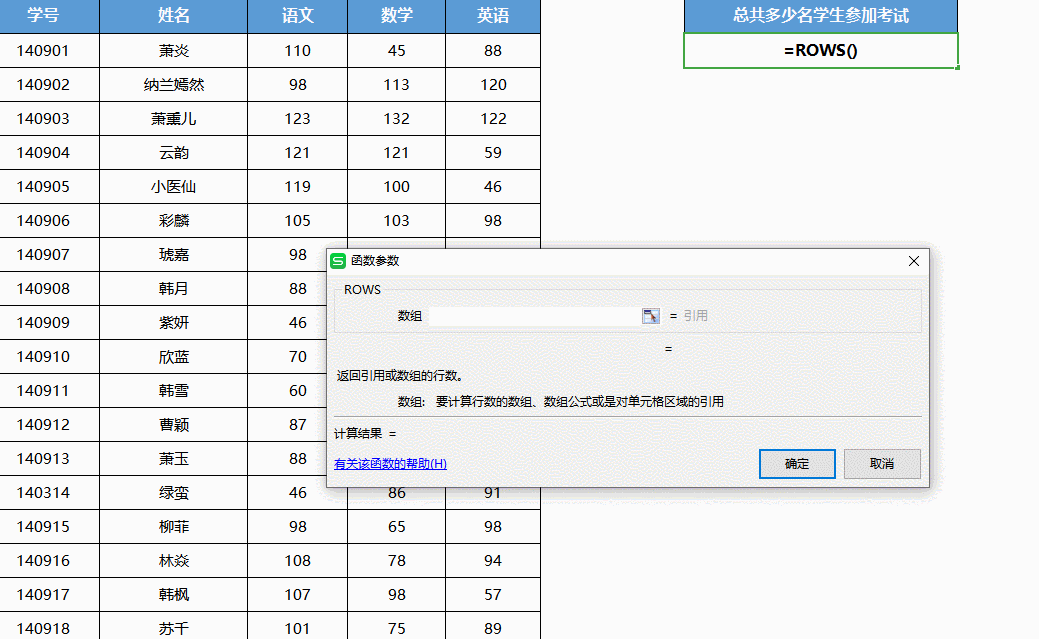 学号 姓名 语文 数学 英语 总共多少名学生参加考试
140901 萧炎 110 45 88 =ROWS()
140902 纳兰嫣然 98 113 120
140903 萧薰儿 123 132 122
140904 云韵 121 121 59
140905 小医仙 119 100 46
140906 彩麟 105 103 98
140907 琥嘉 98
140908 韩月 88
140909 紫妍 46
140910 欣蓝 70
140911 韩雪 60
140912 曹颖 87
140913 萧玉 88
140314 绿蛮 46 86 91
140915 柳菲 98 65 98
140916 林焱 108 78 94
140917 韩枫 107 98 57
140918 苏千 101 75 89
S 函数参数
ROWS
数组 = 引用
=
返回引用或数组的行数。
数组: 要计算行数的数组、数组公式或是对单元格区域的引用
计算结果 =
有关该函数的帮助(H) 确定 取消